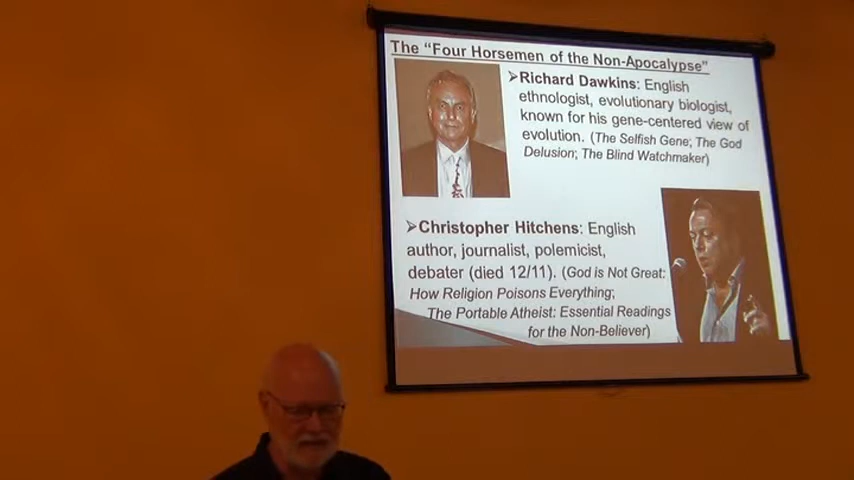 The “Four Horsemen of the Non-Apocalypse”
➢Richard Dawkins: English
ethnologist, evolutionary biologist,
known for his gene-centered view of
evolution. (The Selfish Gene; The God
Delusion; The Blind Watchmaker)
➢Christopher Hitchens: English
author, journalist, polemicist,
debater (died 12/11). (God is Not Great:
How Religion Poisons Everything;
The Portable Atheist: Essential Readings
for the Non-Believer)